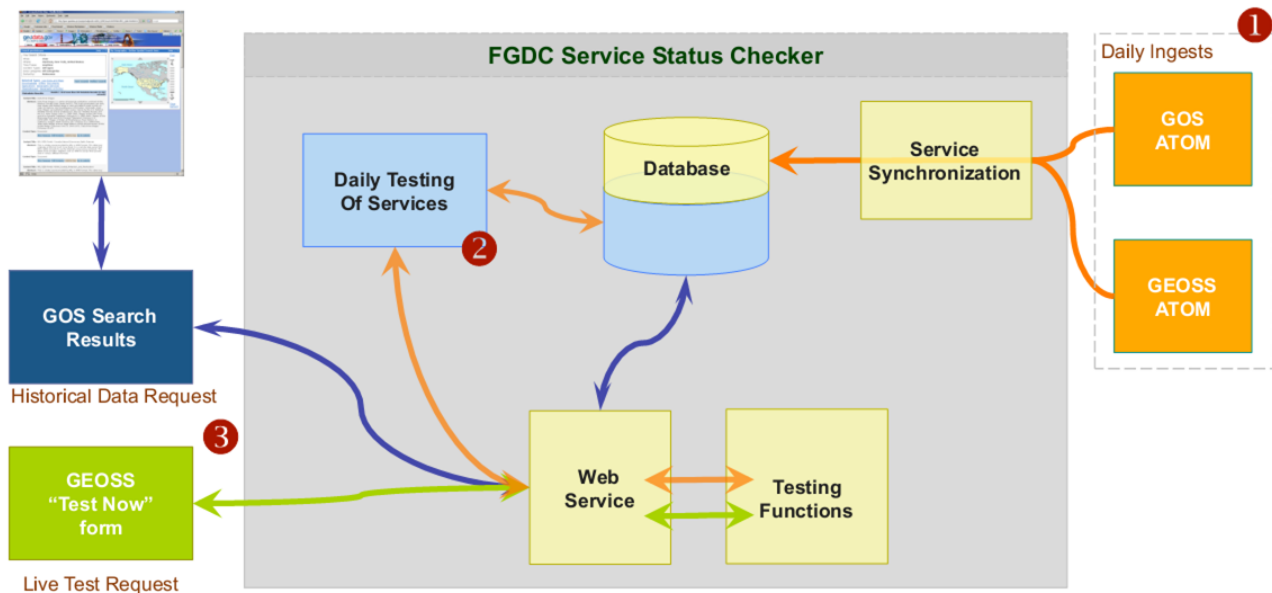 FGDC Service Status Checker
1
Daily Ingests
GOS
ATOM
GEOSS
ATOM
Service
Synchronization
Database
Daily Testing
Of Services
2
GOS Search
Results
Historical Data Request
3
GEOSS
“Test Now”
form
Live Test Request
Web
Service
Testing
Functions